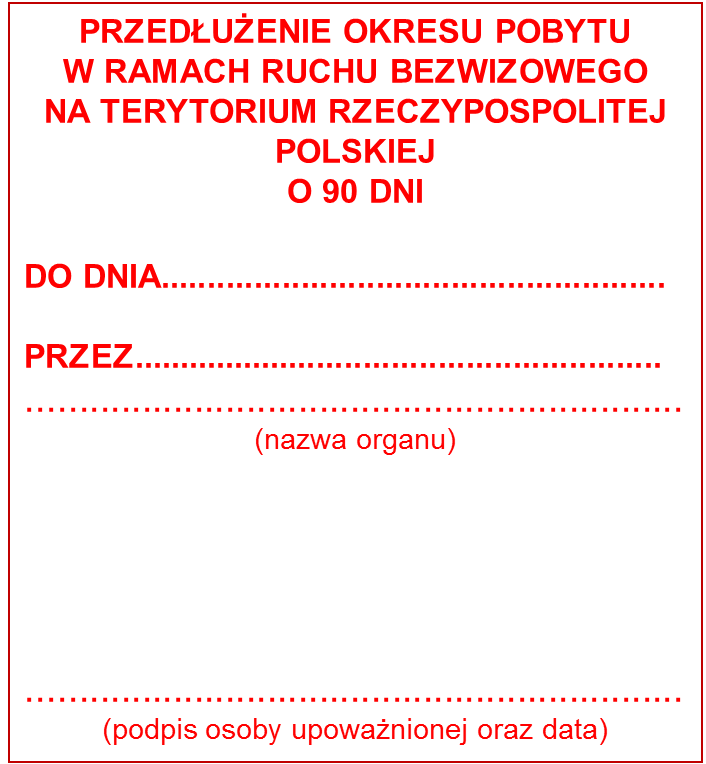 PRZEDŁUŻENIE OKRESU POBYTU
W RAMACH RUCHU BEZWIZOWEGO
NA TERYTORIUM RZECZYPOSPOLITEJ
POLSKIEJ
O 90 DNI
DO DNIA.......................................................
PRZEZ.........................................................
…………………………………………………………
(nazwa organu)
…………………………………………………………
(podpis osoby upoważnionej oraz data)